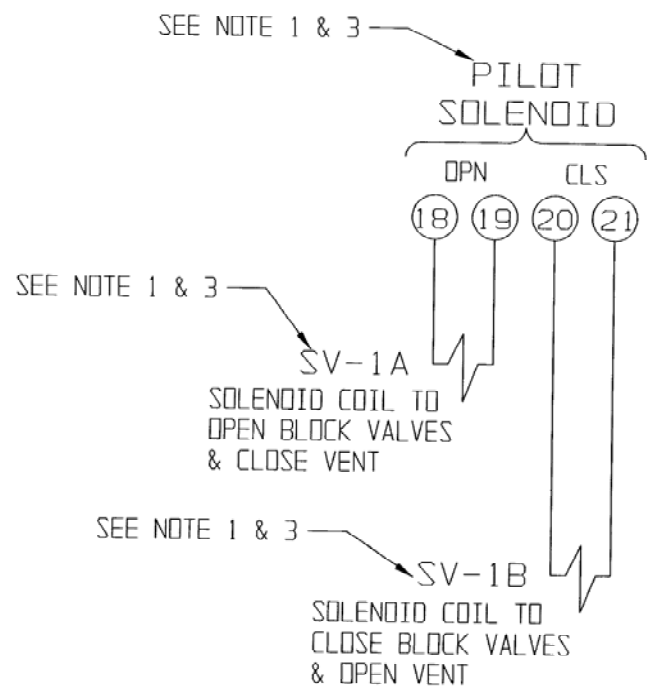 SEE NOTE 1 & 3
PILOT
SOLENOID
OPN CLS
18 19 20 21
SEE NOTE 1 & 3
SV-1A
SOLENOID COIL TO
OPEN BLOCK VALVES
& CLOSE VENT
SEE NOTE 1 & 3
SV-1B
SOLENOID COIL TO
CLOSE BLOCK VALVES
& OPEN VENT